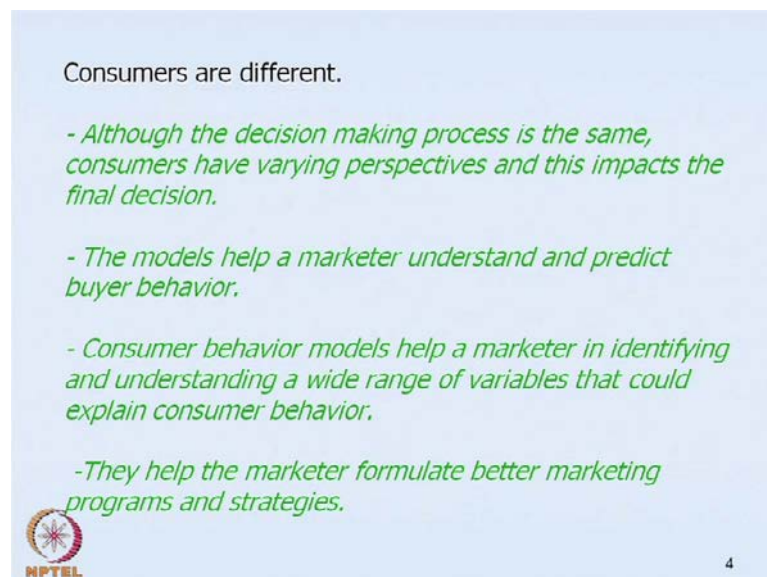 Consumers are different.
- Although the decision making process is the same,
consumers have varying perspectives and this impacts the
final decision.
- The models help a marketer understand and predict
buyer behavior.
- Consumer behavior models help a marketer in identifying
and understanding a wide range of variables that could
explain consumer behavior.
-They help the marketer formulate better marketing
programs and strategies.
NPTEL
4